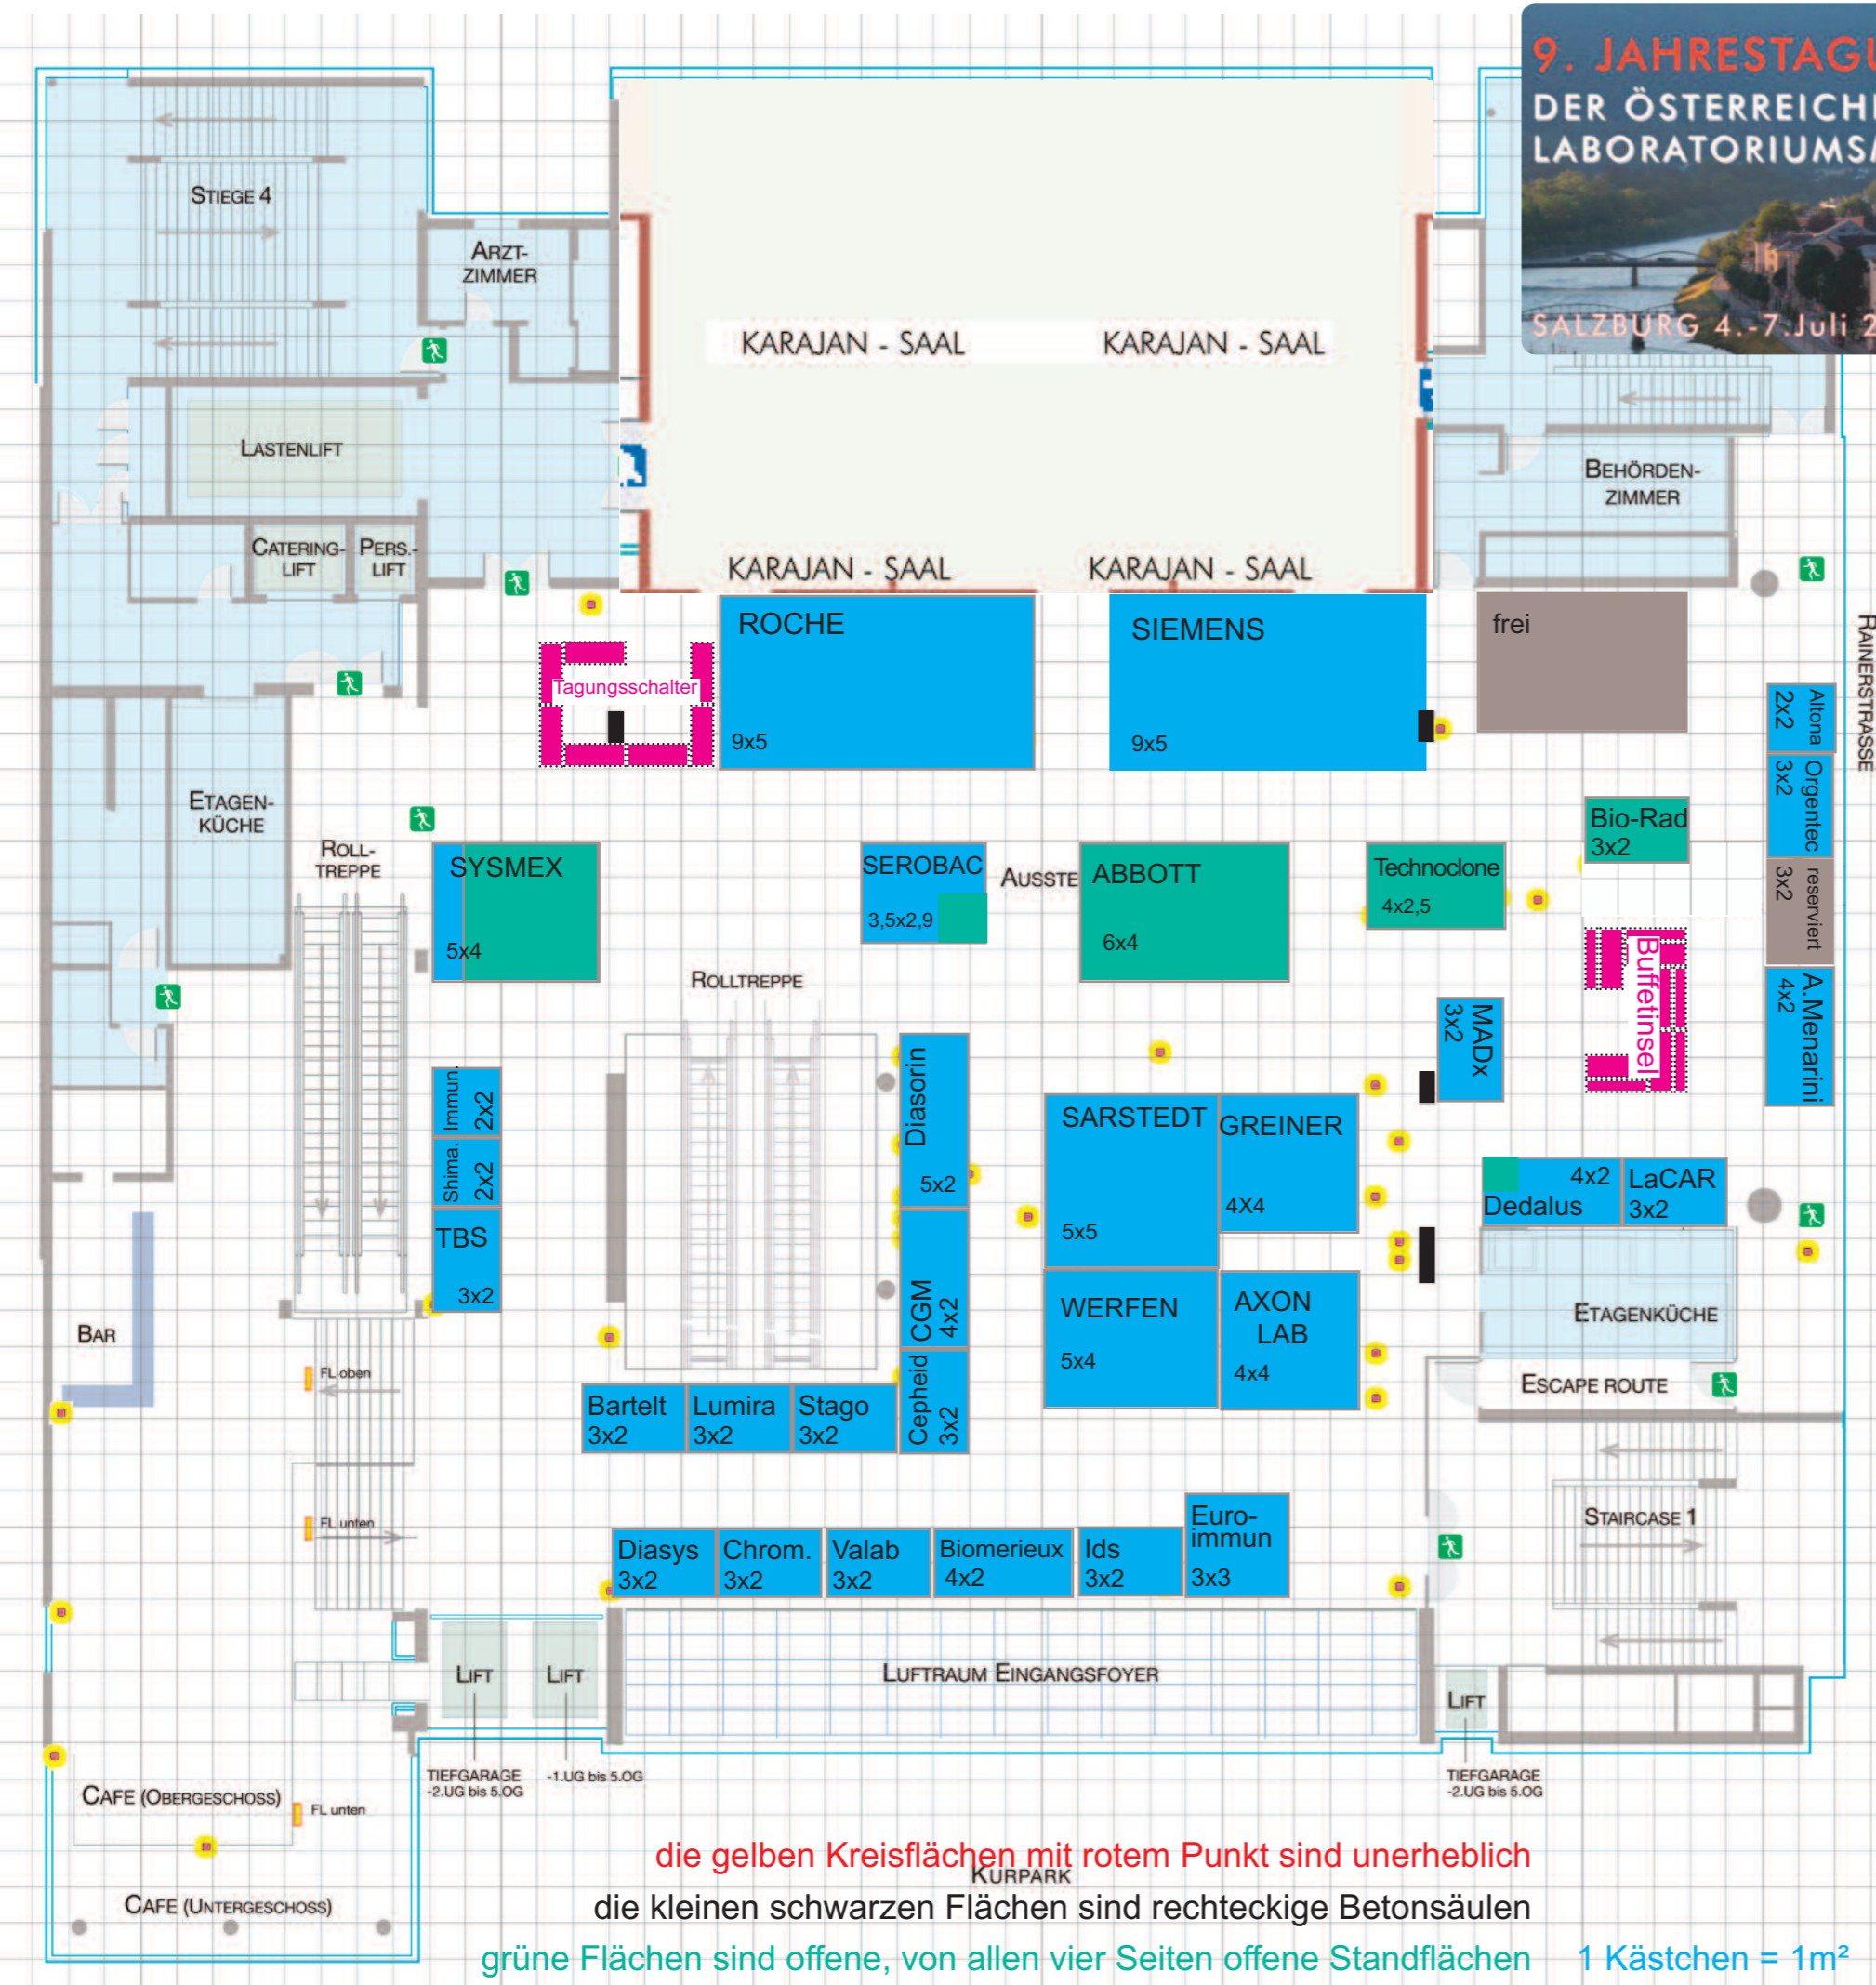 9. JAHRESTAGU
DER ÖSTERREICHI
LABORATORIUMSM
SALZBURG 4.-7.Juli 2
STIEGE 4
ARZT-
ZIMMER
KARAJAN - SAAL
KARAJAN - SAAL
LASTENLIFT
BEHÖRDEN-
ZIMMER
CATERING-
LIFT
PERS.-
LIFT
KARAJAN - SAAL
KARAJAN - SAAL
ROCHE
9x5
SIEMENS
9x5
frei
RAINERSTRASSE
Tagungsschalter
Altona
2x2
Orgentec
3x2
reserviert
3x2
A.Menarini
4x2
ETAGEN-
KÜCHE
ROLL-
TREPPE
SYSMEX
5x4
SEROBAC
3,5x2,9
AUSSTE
ABBOTT
6x4
Technoclone
4x2,5
Bio-Rad
3x2
Buffetinsel
ROLLTREPPE
MADx
3x2
Immun.
2x2
Shima.
2x2
TBS
3x2
Diasorin
5x2
CGM
4x2
Cepheid
3x2
SARSTEDT
5x5
GREINER
4X4
WERFEN
5x4
AXON
LAB
4x4
4x2
Dedalus
LaCAR
3x2
ETAGENKÜCHE
ESCAPE ROUTE
BAR
FL oben
FL unten
Bartelt
3x2
Lumira
3x2
Stago
3x2
STAIRCASE 1
Diasys
3x2
Chrom.
3x2
Valab
3x2
Biomerieux
4x2
Ids
3x2
Euro-
immun
3x3
LIFT
LIFT
LUFTRAUM EINGANGSFOYER
LIFT
TIEFGARAGE
-2.UG bis 5.OG
-1.UG bis 5.OG
TIEFGARAGE
-2.UG bis 5.OG
CAFE (OBERGESCHOSS)
FL unten
CAFE (UNTERGESCHOSS)
die gelben Kreisflächen mit rotem Punkt sind unerheblich
KURPARK
die kleinen schwarzen Flächen sind rechteckige Betonsäulen
grüne Flächen sind offene, von allen vier Seiten offene Standflächen
1 Kästchen = 1m²